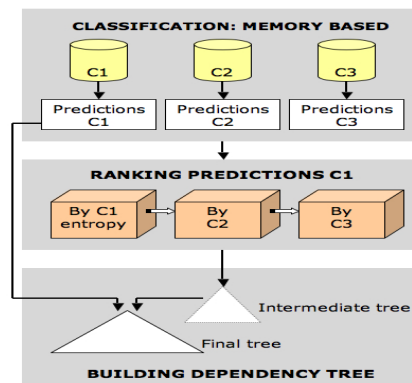 CLASSIFICATION: MEMORY BASED
C1
C2
C3
Predictions
C1
Predictions
C2
Predictions
C3
RANKING PREDICTIONS C1
By C1
entropy
By
C2
By
C3
Intermediate tree
Final tree
BUILDING DEPENDENCY TREE